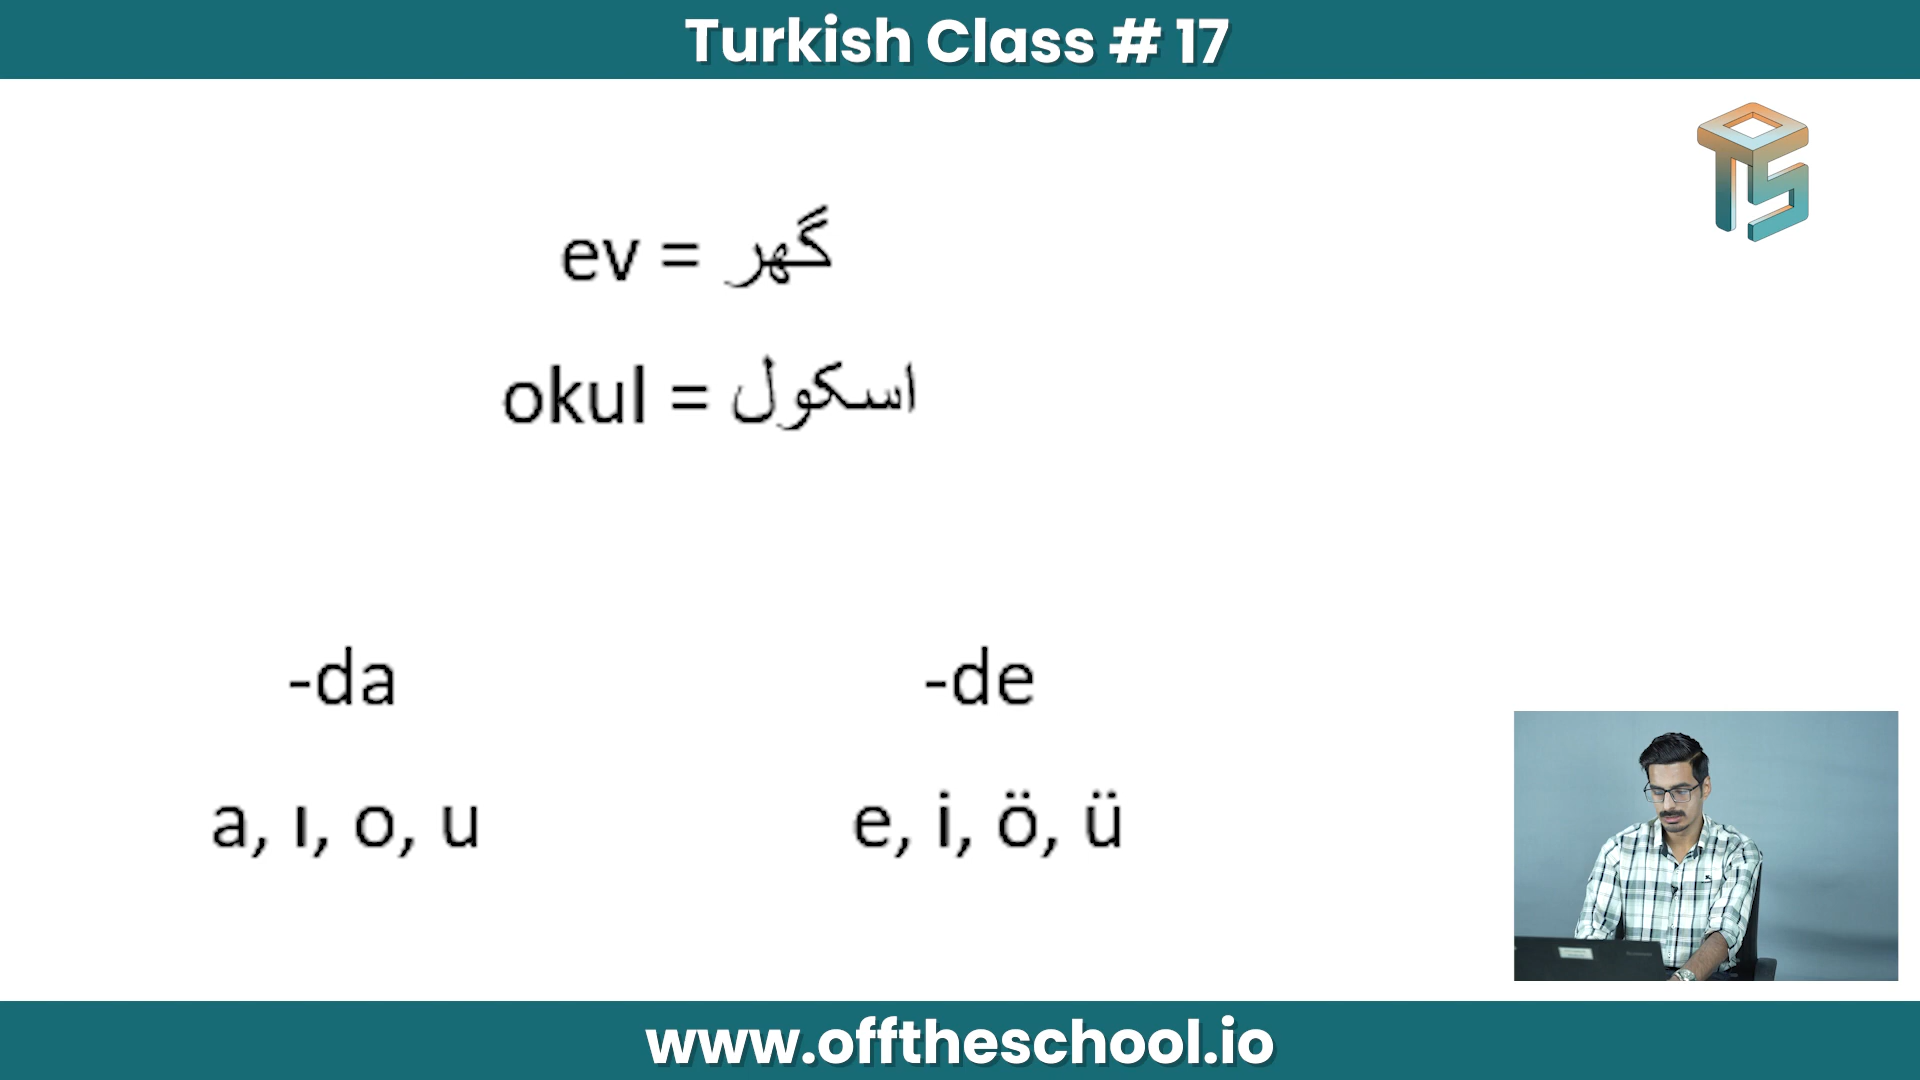 Turkish Class # 17
ev = گھر
okul = اسکول
-da -de
a, ı, o, u e, i, ö, ü
www.offtheschool.io